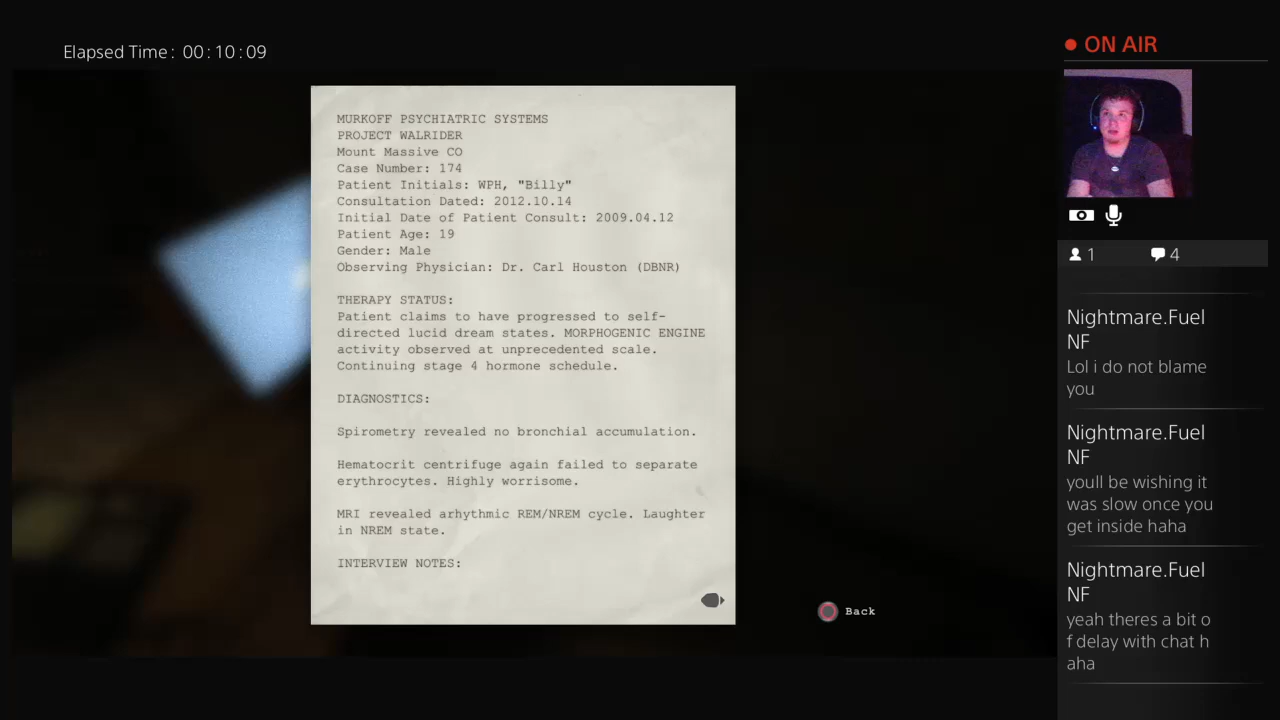 Elapsed Time: 00:10:09
ON AIR
MURKOFF PSYCHIATRIC SYSTEMS
PROJECT WALRIDER
Mount Massive CO
Case Number: 174
Patient Initials: WPH, "Billy"
Consultation Dated: 2012.10.14
Initial Date of Patient Consult: 2009.04.12
Patient Age: 19
Gender: Male
Observing Physician: Dr. Carl Houston (DBNR)
THERAPY STATUS:
Patient claims to have progressed to self-
directed lucid dream states. MORPHOGENIC ENGINE
activity observed at unprecedented scale.
Continuing stage 4 hormone schedule.
DIAGNOSTICS:
Spirometry revealed no bronchial accumulation.
Hematocrit centrifuge again failed to separate
erythrocytes. Highly worrisome.
MRI revealed arhythmic REM/NREM cycle. Laughter
in NREM state.
INTERVIEW NOTES:
Back
1
4
Nightmare.Fuel
NF
Lol i do not blame
you
Nightmare.Fuel
NF
youll be wishing it
was slow once you
get inside haha
Nightmare.Fuel
NF
yeah theres a bit o
f delay with chat h
aha